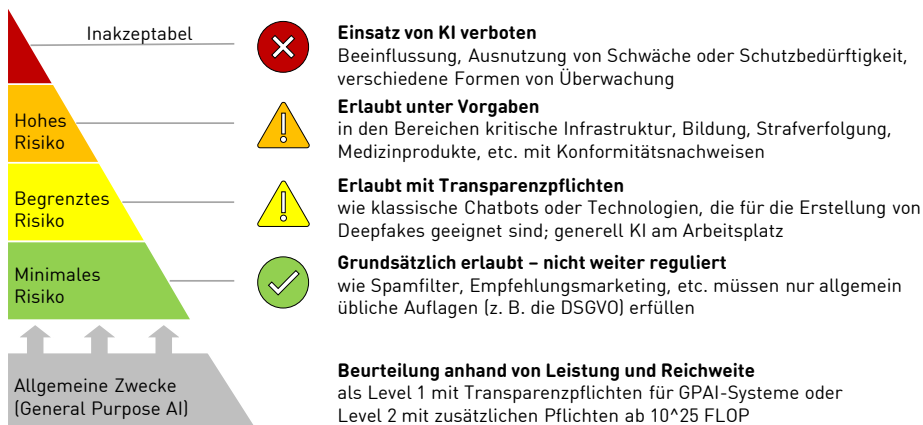 Inakzeptabel
Einsatz von KI verboten
Beeinflussung, Ausnutzung von Schwäche oder Schutzbedürftigkeit,
verschiedene Formen von Überwachung
Hohes
Risiko
Erlaubt unter Vorgaben
in den Bereichen kritische Infrastruktur, Bildung, Strafverfolgung,
Medizinprodukte, etc. mit Konformitätsnachweisen
Begrenztes
Risiko
Erlaubt mit Transparenzpflichten
wie klassische Chatbots oder Technologien, die für die Erstellung von
Deepfakes geeignet sind; generell KI am Arbeitsplatz
Minimales
Risiko
Grundsätzlich erlaubt – nicht weiter reguliert
wie Spamfilter, Empfehlungsmarketing, etc. müssen nur allgemein
übliche Auflagen (z. B. die DSGVO) erfüllen
Allgemeine Zwecke
(General Purpose AI)
Beurteilung anhand von Leistung und Reichweite
als Level 1 mit Transparenzpflichten für GPAI-Systeme oder
Level 2 mit zusätzlichen Pflichten ab 10^25 FLOP